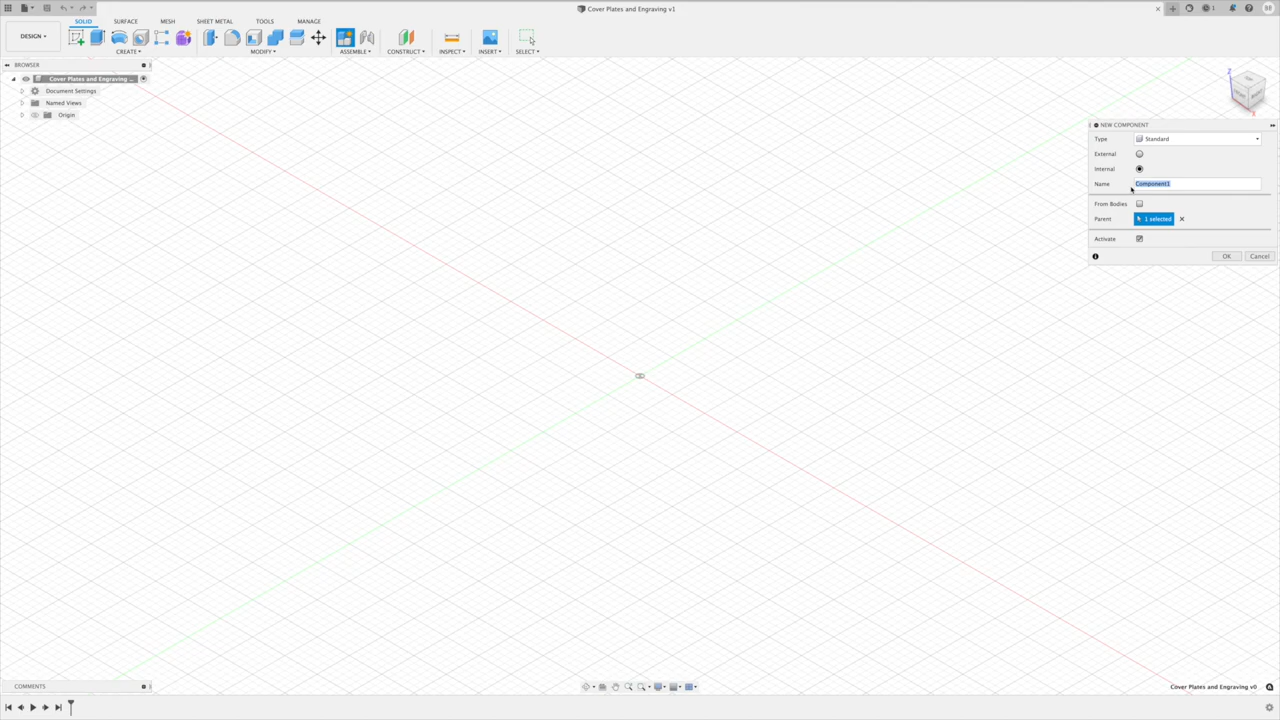 Cover Plates and Engraving v1
1
BB
DESIGN
SOLID
SURFACE
MESH
SHEET METAL
TOOLS
MANAGE
CREATE
MODIFY
ASSEMBLE
CONSTRUCT
INSPECT
INSERT
SELECT
BROWSER
Cover Plates and Engraving ...
Document Settings
Named Views
Origin
Z
X
NEW COMPONENT
Type Standard
External
Internal
Name Component1
From Bodies
Parent 1 selected
Activate
OK Cancel
COMMENTS
Cover Plates and Engraving v0